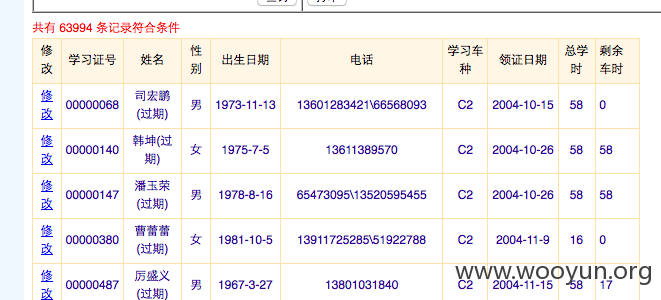 共有 63994 条记录符合条件
修改 学习证号 姓名 性别 出生日期 电话 学习车种 领证日期 总学时 剩余车时
修改 00000068 司宏鹏(过期) 男 1973-11-13 13601283421\66568093 C2 2004-10-15 58 0
修改 00000140 韩坤(过期) 女 1975-7-5 13611389570 C2 2004-10-26 58 58
修改 00000147 潘玉荣(过期) 男 1978-8-16 65473095\13520595455 C2 2004-10-26 58 58
修改 00000380 曹蕾蕾(过期) 女 1981-10-5 13911725285\51922788 C2 2004-11-9 16 0
修改 00000487 厉盛义(过期) 男 1967-3-27 13801031840 C2 2004-11-15 58 17
www.wooyun.org